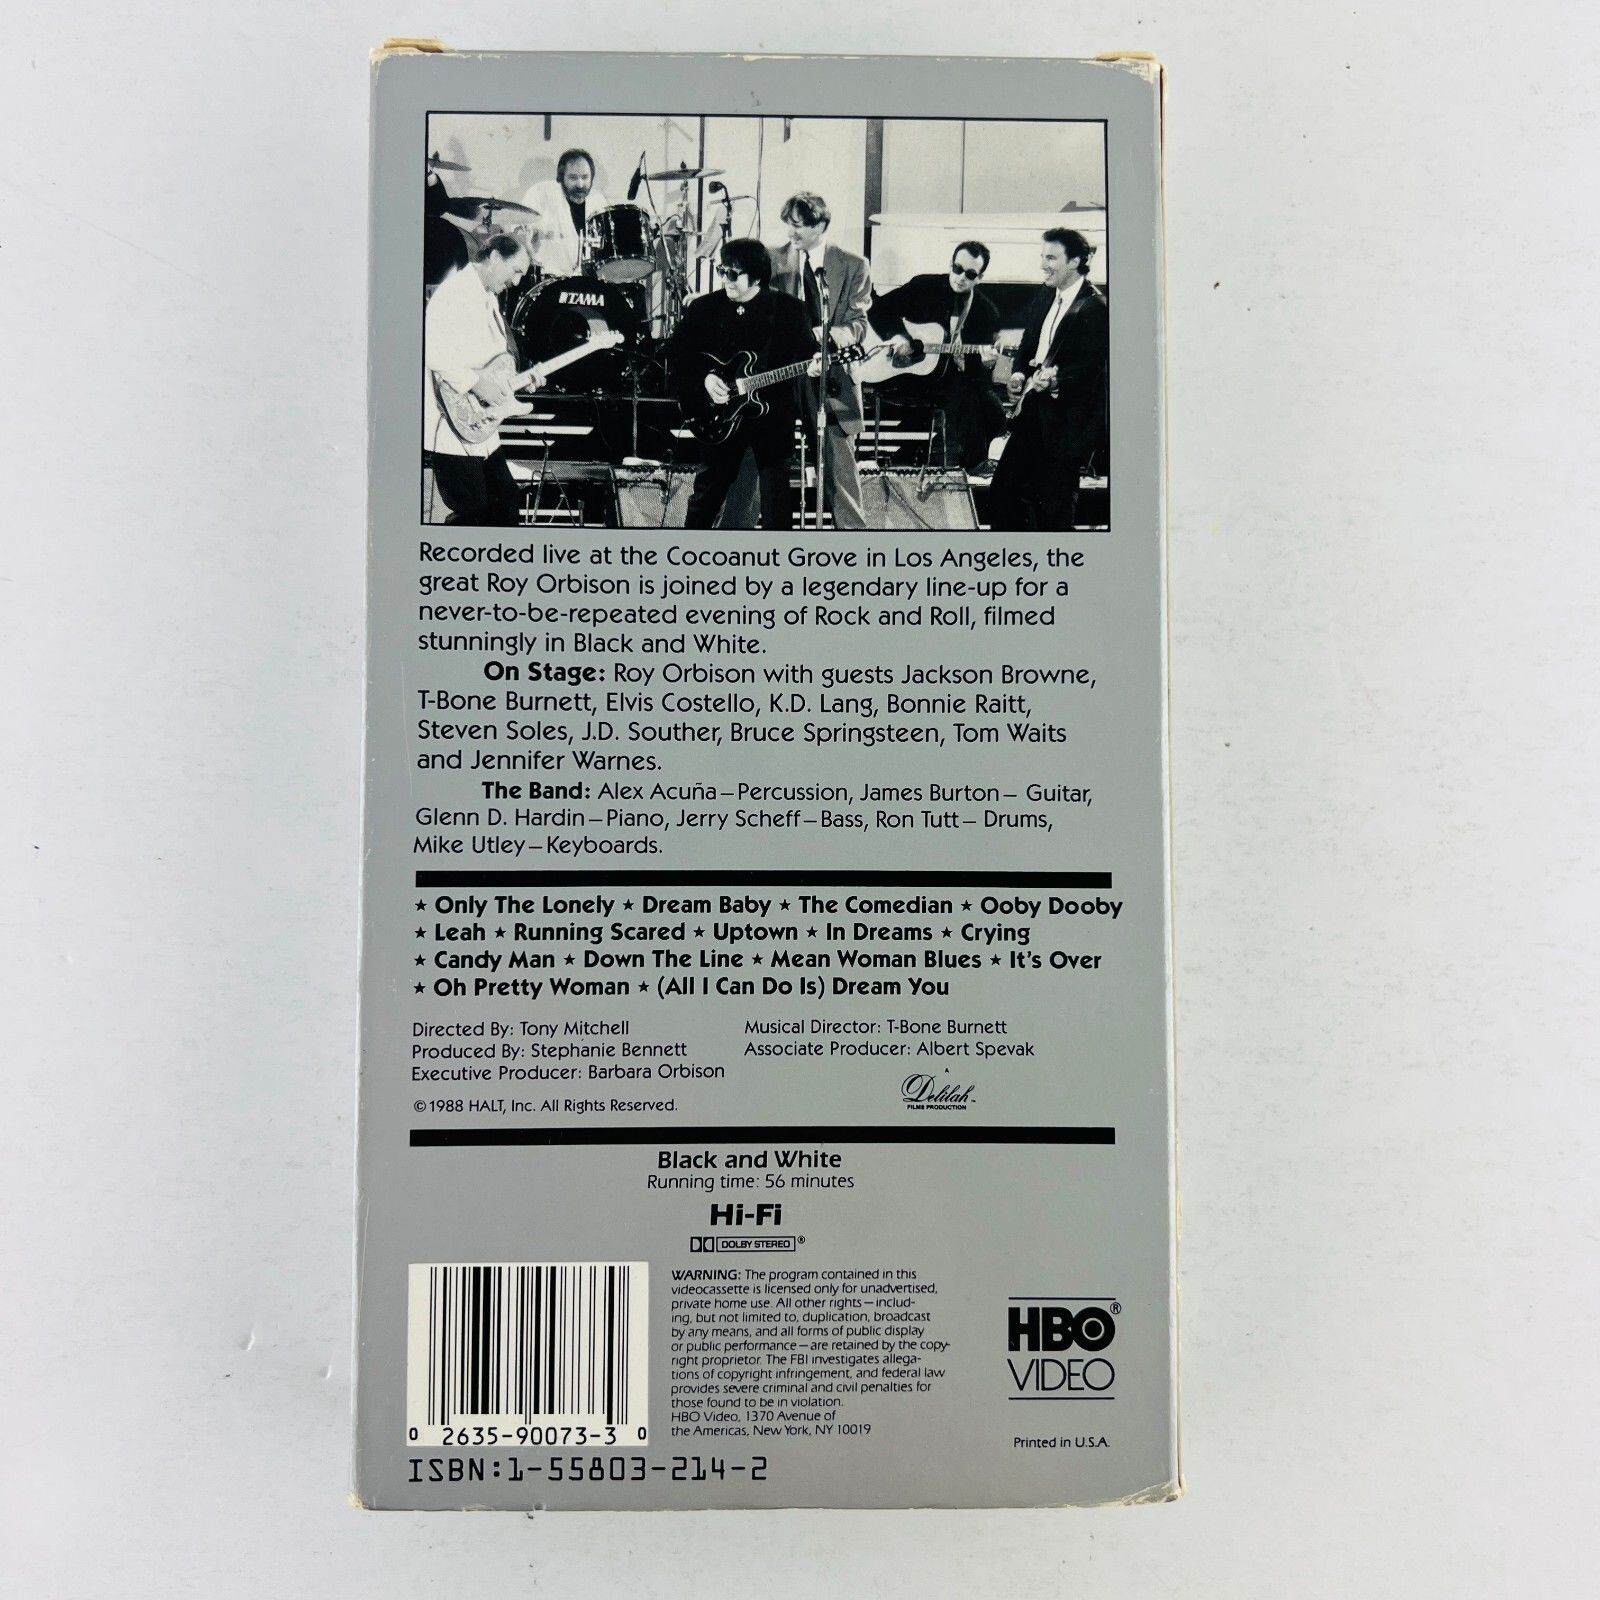 TAMA
Recorded live at the Cocoanut Grove in Los Angeles, the
great Roy Orbison is joined by a legendary line-up for a
never-to-be-repeated evening of Rock and Roll, filmed
stunningly in Black and White.
On Stage: Roy Orbison with guests Jackson Browne,
T-Bone Burnett, Elvis Costello, K.D. Lang, Bonnie Raitt,
Steven Soles, J.D. Souther, Bruce Springsteen, Tom Waits
and Jennifer Warnes.
The Band: Alex Acuña – Percussion, James Burton – Guitar,
Glenn D. Hardin – Piano, Jerry Scheff – Bass, Ron Tutt – Drums,
Mike Utley – Keyboards.
★ Only The Lonely ★ Dream Baby ★ The Comedian ★ Ooby Dooby
★ Leah ★ Running Scared ★ Uptown ★ In Dreams ★ Crying
★ Candy Man ★ Down The Line ★ Mean Woman Blues ★ It's Over
★ Oh Pretty Woman ★ (All I Can Do Is) Dream You
Directed By: Tony Mitchell
Produced By: Stephanie Bennett
Executive Producer: Barbara Orbison
Musical Director: T-Bone Burnett
Associate Producer: Albert Spevak
A
Delilah ™
FILMS PRODUCTION
© 1988 HALT, Inc. All Rights Reserved.
Black and White
Running time: 56 minutes
Hi-Fi
DOLBY STEREO ®
WARNING: The program contained in this
videocassette is licensed only for unadvertised,
private home use. All other rights – includ-
ing, but not limited to, duplication, broadcast
by any means, and all forms of public display
or public performance – are retained by the copy-
right proprietor. The FBI investigates allega-
tions of copyright infringement, and federal law
provides severe criminal and civil penalties for
those found to be in violation.
HBO Video, 1370 Avenue of
the Americas, New York, NY 10019
HBO®
VIDEO
Printed in U.S.A.
0 2635-90073-3 0
ISBN:1-55803-214-2